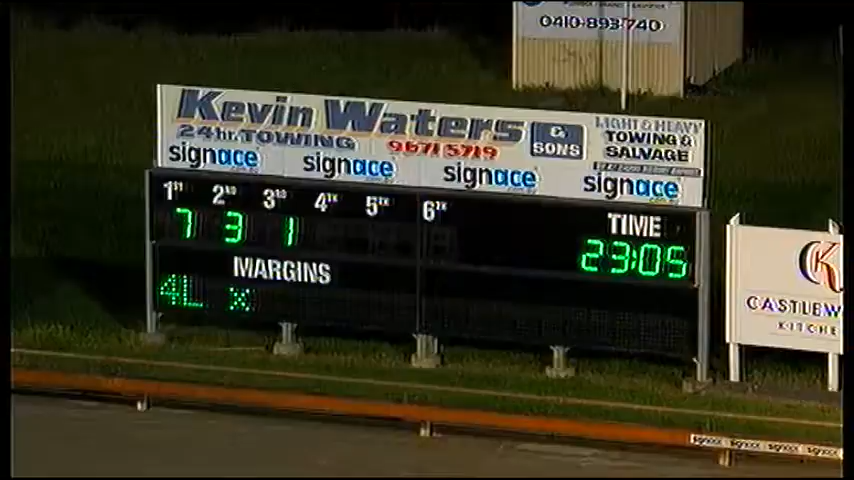 0410-893-740
Kevin Waters
& SONS
24hr. TOWING
9671 5719
LIGHT & HEAVY
TOWING &
SALVAGE
signace signace signace signace
1ST 2ND 3RD 4TH 5TH 6TH TIME
7 3 1 23:05
MARGINS
4L
CASTLEW
KITCHE